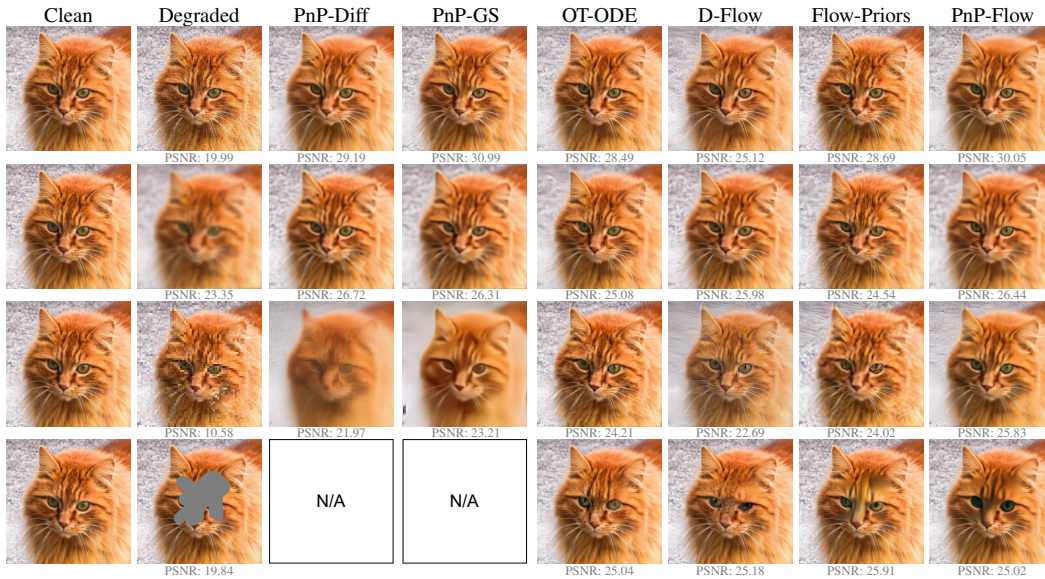 Clean Degraded PnP-Diff PnP-GS OT-ODE D-Flow Flow-Priors PnP-Flow
PSNR: 19.99 PSNR: 29.19 PSNR: 30.99 PSNR: 28.49 PSNR: 25.12 PSNR: 28.69 PSNR: 30.05
PSNR: 23.35 PSNR: 26.72 PSNR: 26.31 PSNR: 25.08 PSNR: 25.98 PSNR: 24.54 PSNR: 26.44
PSNR: 10.58 PSNR: 21.97 PSNR: 23.21 PSNR: 24.21 PSNR: 22.69 PSNR: 24.02 PSNR: 25.83
N/A N/A
PSNR: 19.84 PSNR: 25.04 PSNR: 25.18 PSNR: 25.91 PSNR: 25.02